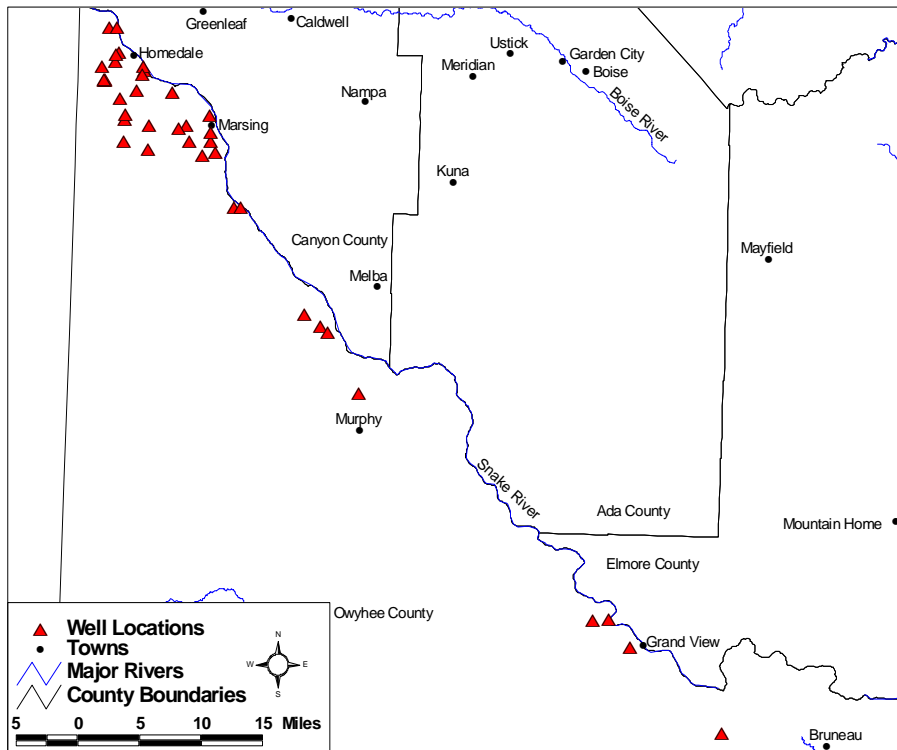 Greenleaf
Caldwell
Homedale
Ustick
Garden City
Meridian
Boise
Nampa
Boise River
Marsing
Kuna
Canyon County
Mayfield
Melba
Murphy
Snake River
Ada County
Mountain Home
Elmore County
Owyhee County
Grand View
Bruneau
Well Locations
Towns
Major Rivers
County Boundaries
N
W E
S
5 0 5 10 15 Miles